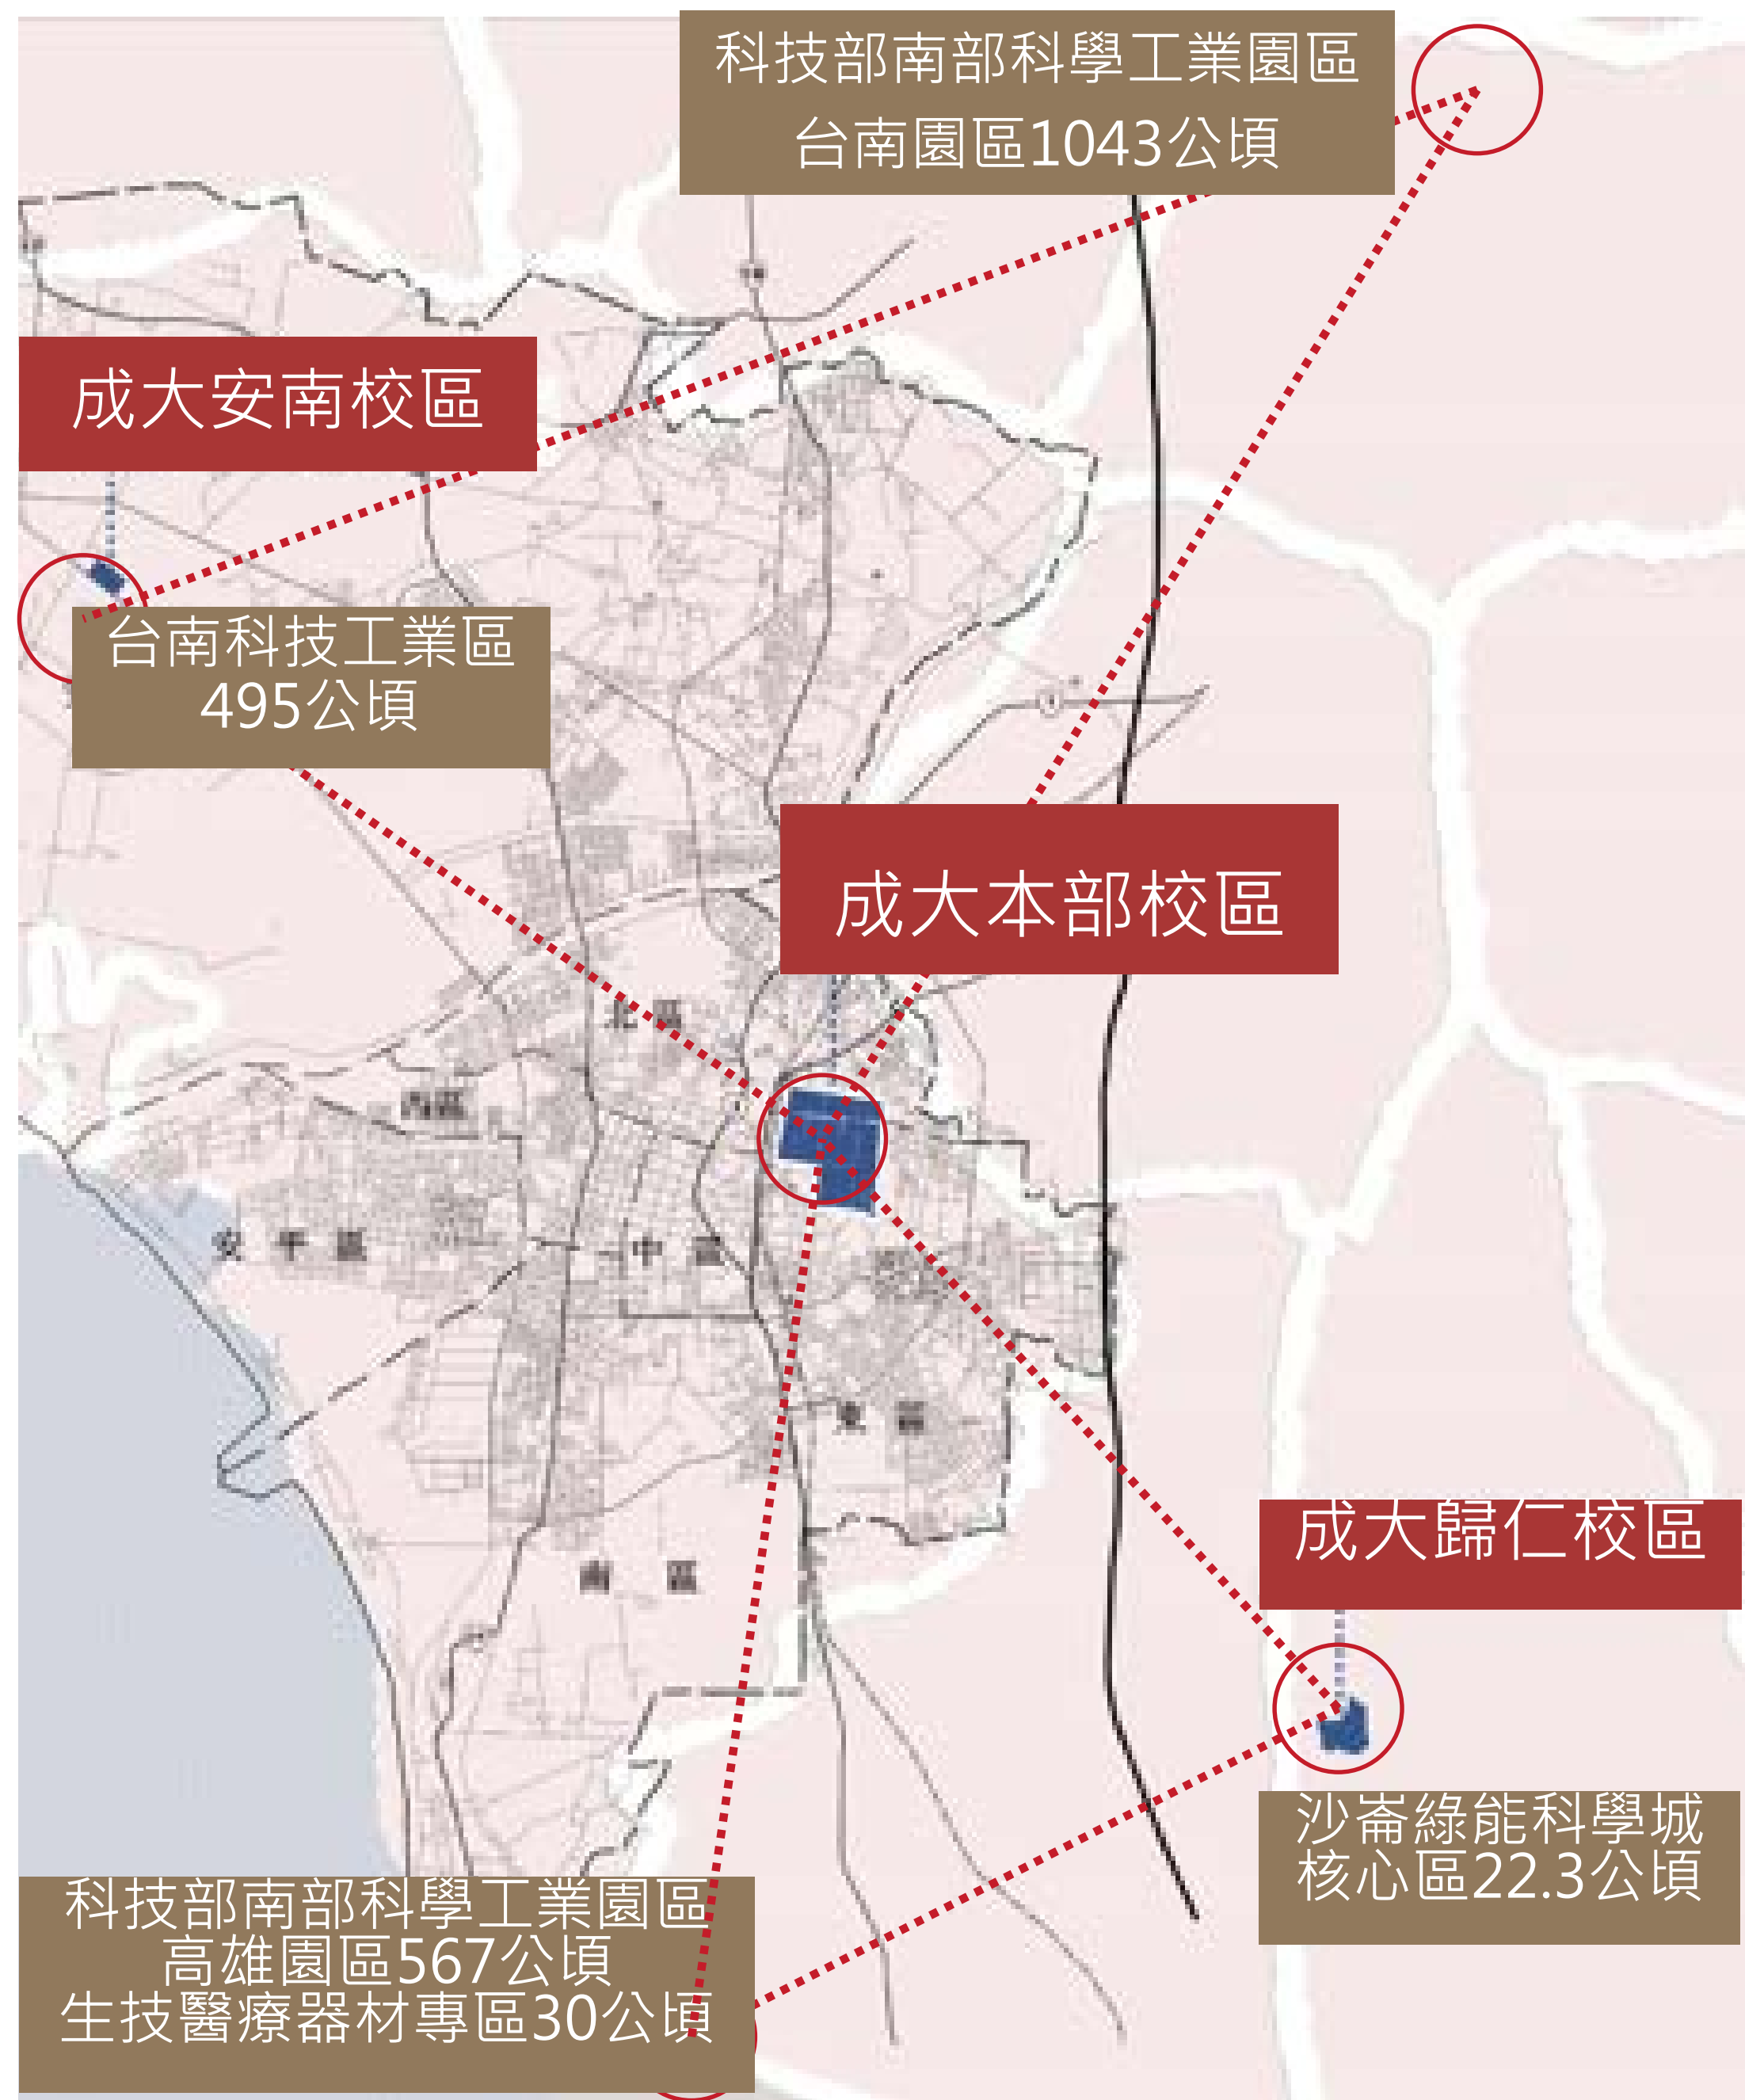 科技部南部科學工業園區
台南園區1043公頃
成大安南校區
台南科技工業區
495公頃
成大本部校區
北區
西區
安平區
中區
東區
南區
成大歸仁校區
沙崙綠能科學城
核心區22.3公頃
科技部南部科學工業園區
高雄園區567公頃
生技醫療器材專區30公頃